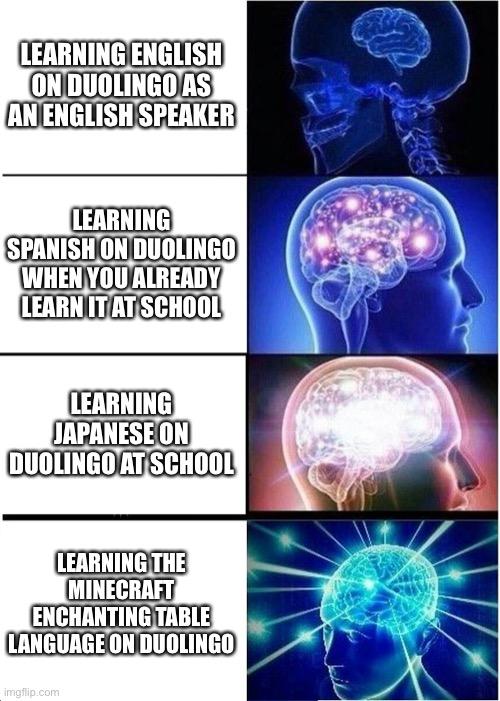 LEARNING ENGLISH
ON DUOLINGO AS
AN ENGLISH SPEAKER
LEARNING
SPANISH ON DUOLINGO
WHEN YOU ALREADY
LEARN IT AT SCHOOL
LEARNING
JAPANESE ON
DUOLINGO AT SCHOOL
LEARNING THE
MINECRAFT
ENCHANTING TABLE
LANGUAGE ON DUOLINGO
imgflip.com